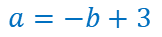 a = −b + 3